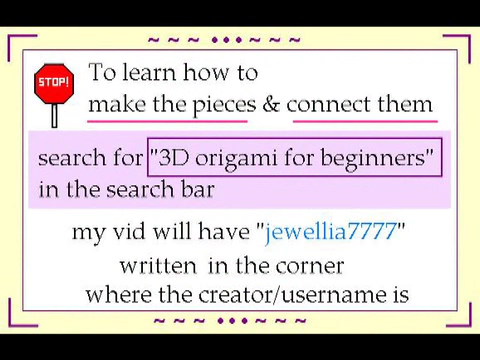 STOP!
To learn how to
make the pieces & connect them
search for "3D origami for beginners"
in the search bar
my vid will have "jewellia7777"
written in the corner
where the creator/username is